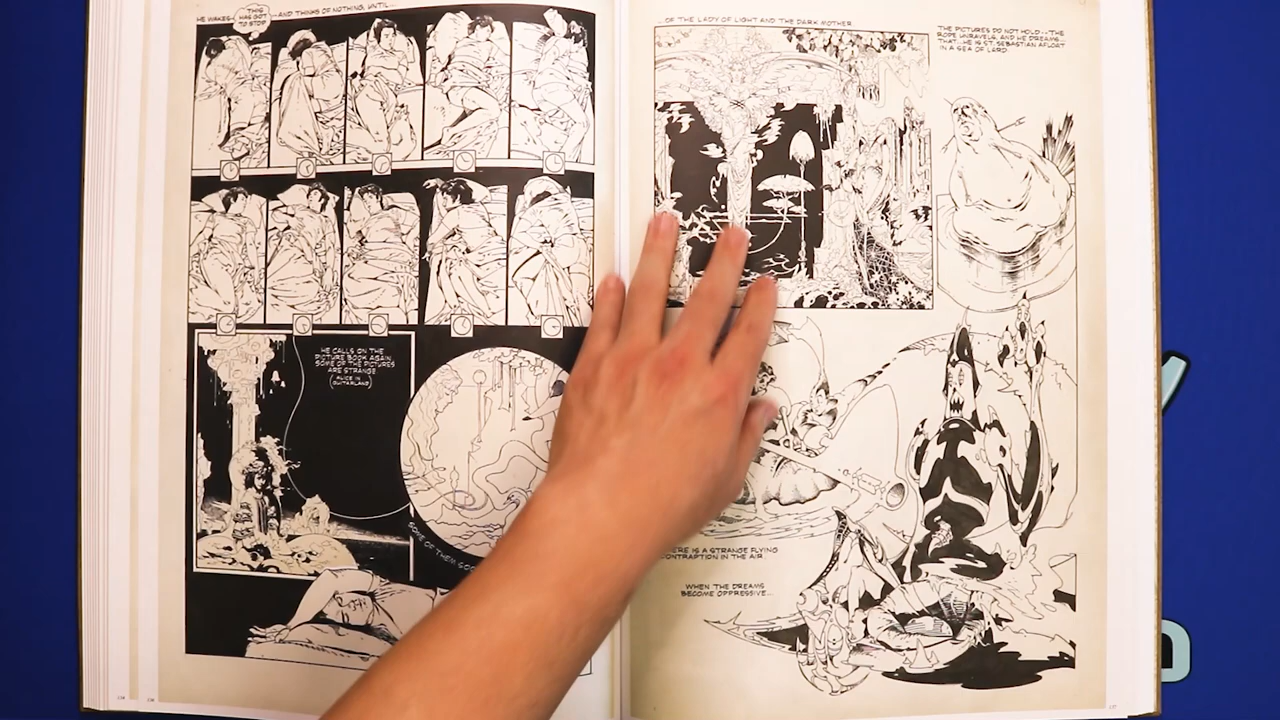 HE WAKES—
THIS
HAS GOT
TO STOP
—AND THINKS OF NOTHING, UNTIL...
HE CALLS ON THE
PICTURE BOOK AGAIN
SOME OF THE PICTURES
ARE STRANGE
(ALICE IN
GUITARLAND)
SOME OF THEM
...OF THE LADY OF LIGHT AND THE DARK MOTHER
THE PICTURES DO NOT HOLD--THE
ROPE UNRAVELS, AND HE DREAMS...
THAT HE IS ST. SEBASTIAN AFLOAT
IN A SEA OF LARD
ERE IS A STRANGE FLYING
CONTRAPTION IN THE AIR
WHEN THE DREAMS
BECOME OPPRESSIVE...